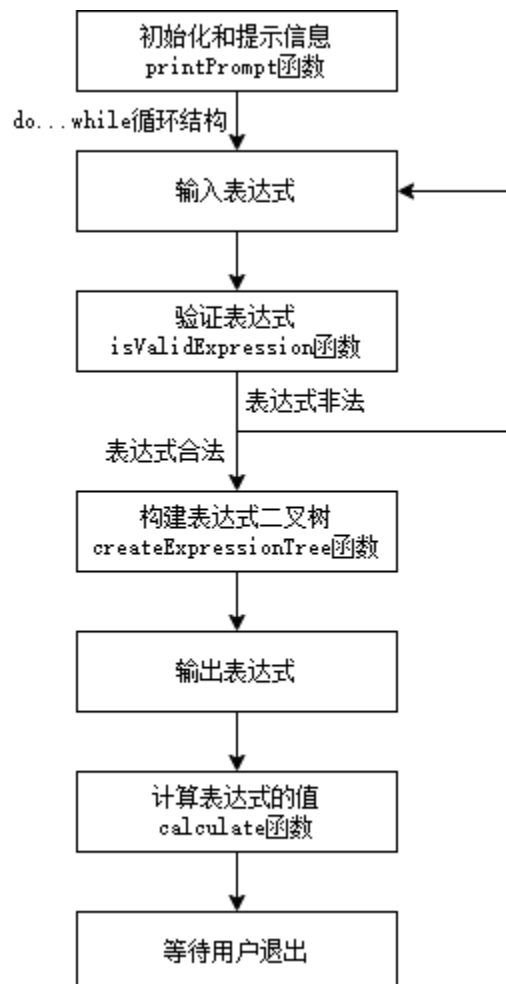 初始化和提示信息
printPrompt函数
do...while循环结构
输入表达式
验证表达式
isValidExpression函数
表达式非法
表达式合法
构建表达式二叉树
createExpressionTree函数
输出表达式
计算表达式的值
calculate函数
等待用户退出